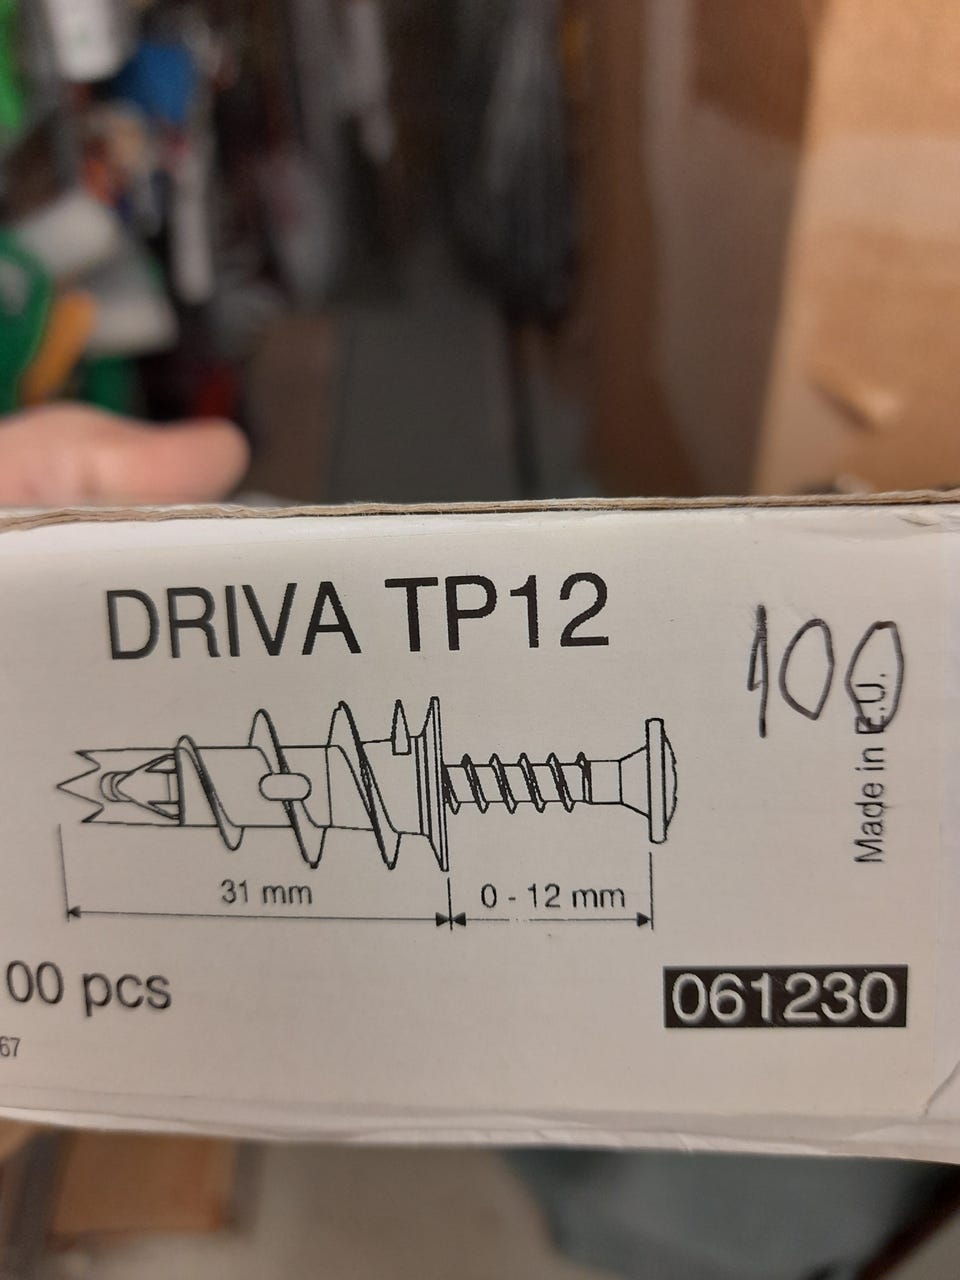 DRIVA TP12
100
Made in E.U.
31 mm
0 - 12 mm
00 pcs
061230
67